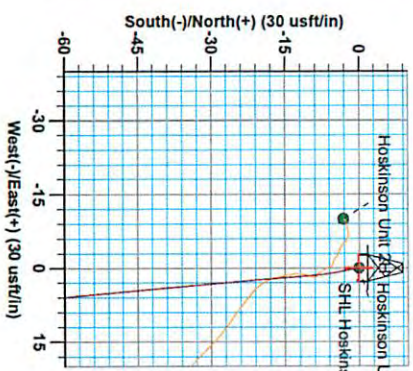 South(-)/North(+) (30 usft/in)
-60
-45
-30
-15
0
-30
-15
0
15
West(-)/East(+) (30 usft/in)
Hoskinson Unit
Hoskinson
SHL